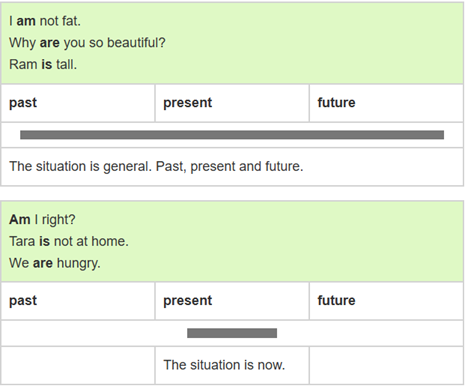 I am not fat.
Why are you so beautiful?
Ram is tall.
past present future
The situation is general. Past, present and future.
Am I right?
Tara is not at home.
We are hungry.
past present future
The situation is now.